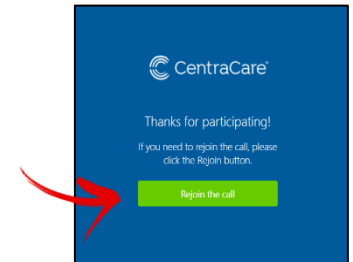 CentraCare
Thanks for participating!
If you need to rejoin the call, please
click the Rejoin button.
Rejoin the call